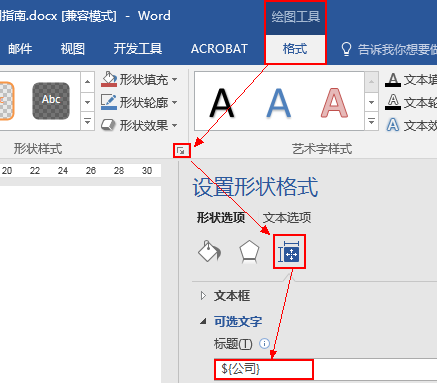 指南.docx [兼容模式] - Word
绘图工具
邮件 视图 开发工具 ACROBAT 格式 告诉我你想要做
Abc
形状填充
形状轮廓
形状效果
A A A
文本填
文本轮
文本效
形状样式
艺术字样式
20 22 24 26 28 30
设置形状格式
形状选项 文本选项
文本框
可选文字
标题(T)
${公司}